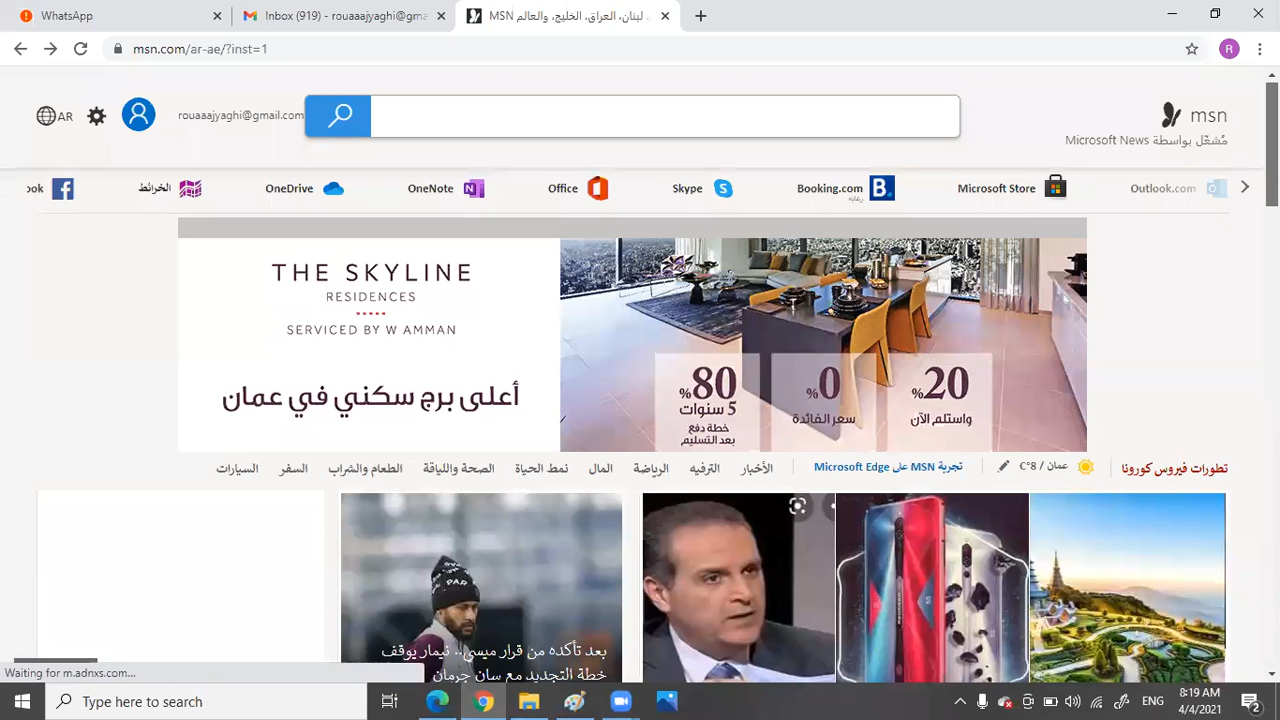 WhatsApp
Inbox (919) - rouaaajyaghi@gma
لبنان، العراق، الخليج، والعالم MSN
msn.com/ar-ae/?inst=1
R
AR
rouaaajyaghi@gmail.com
msn
مُشغّل بواسطة Microsoft News
ook
الخرائط
OneDrive
OneNote
Office
Skype
Booking.com
رعاية
Microsoft Store
Outlook.com
THE SKYLINE
RESIDENCES
SERVICED BY W AMMAN
أعلى برج سكني في عمان
%20
واستلم الآن
%0
سعر الفائدة
%80
5 سنوات
خطة دفع
بعد التسليم
تطورات فيروس كورونا
عمان / 8°C
تجربة MSN على Microsoft Edge
الأخبار
الترفيه
الرياضة
المال
نمط الحياة
الصحة واللياقة
الطعام والشراب
السفر
السيارات
PAR
بعد تأكده من قرار ميسي.. نيمار يوقف
خطة التجديد مع سان جرمان
Waiting for m.adnxs.com...
Type here to search
ENG
8:19 AM
4/4/2021
2